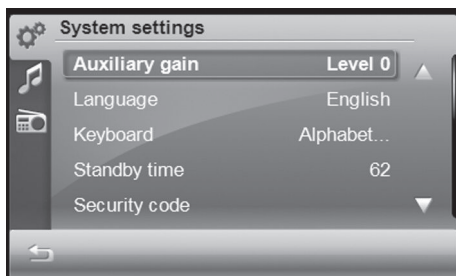 System settings
Auxiliary gain Level 0
Language English
Keyboard Alphabet...
Standby time 62
Security code